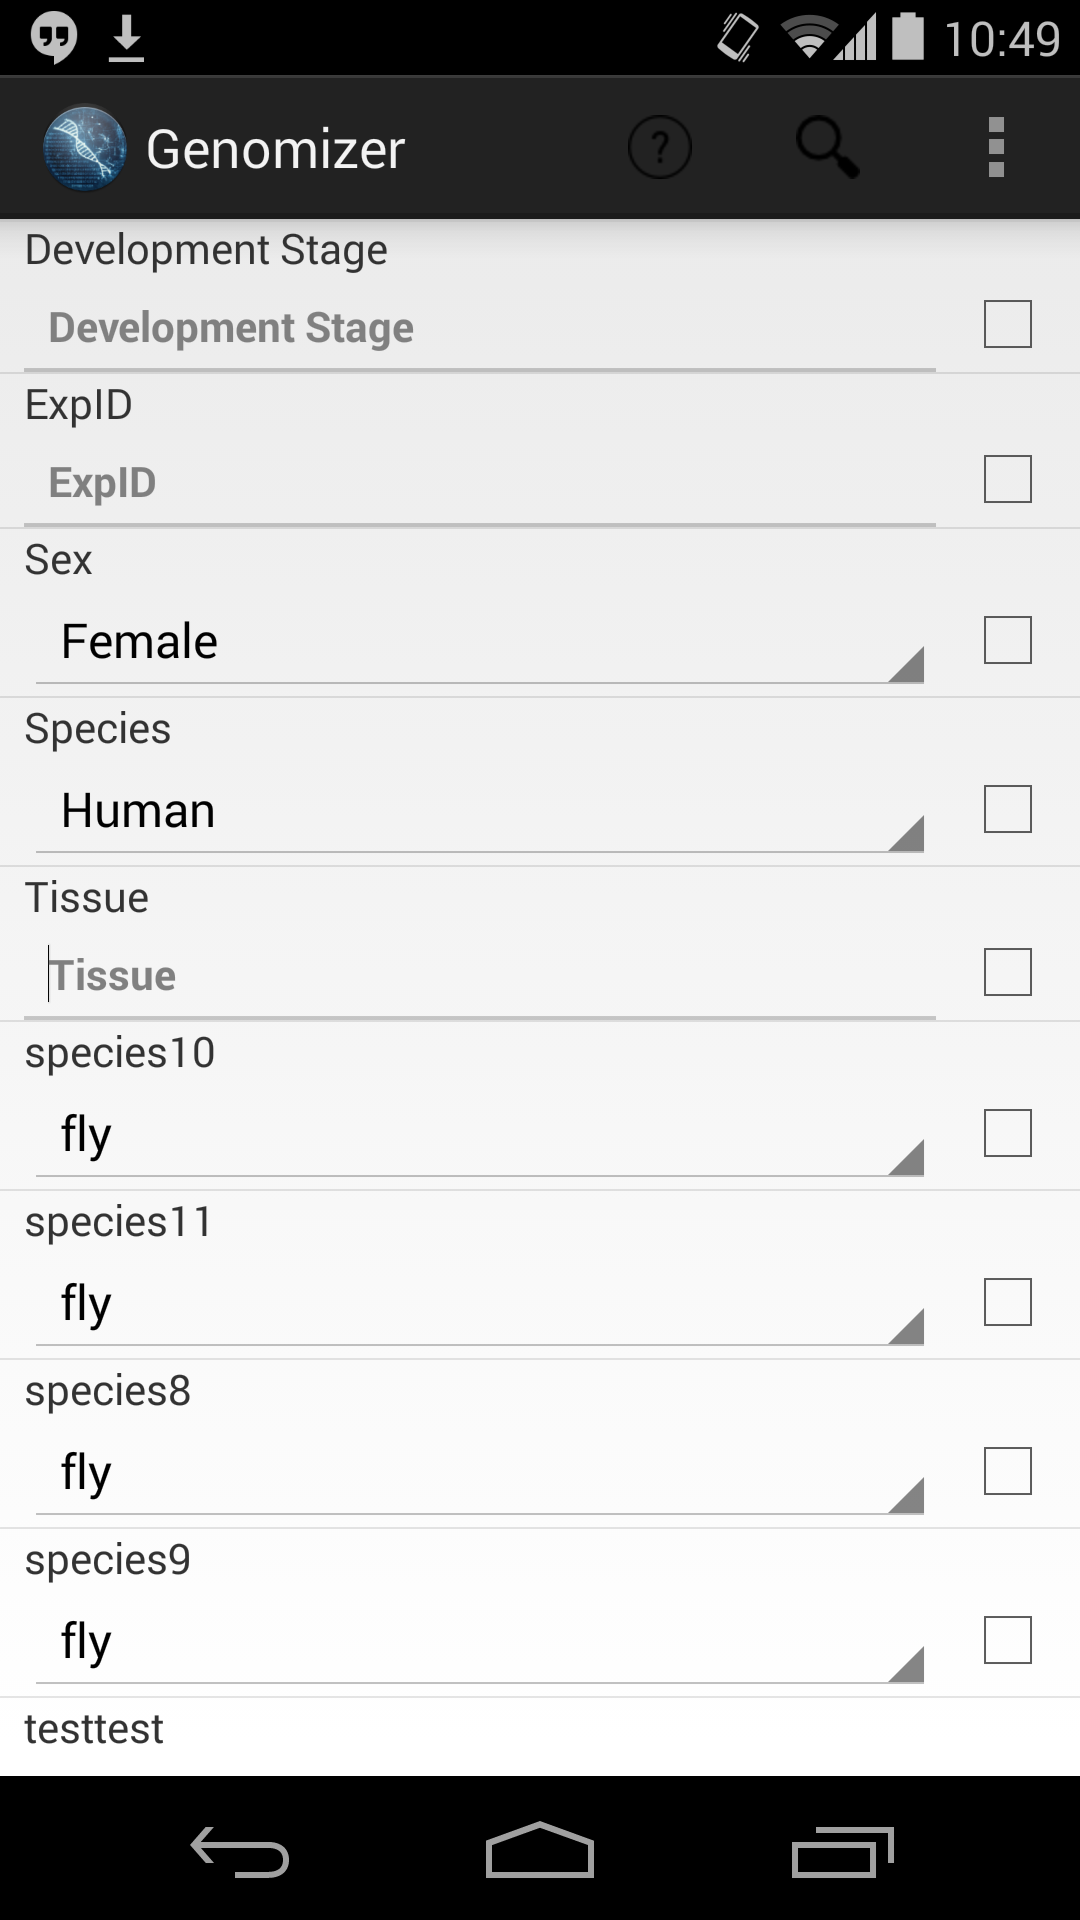 10:49
Genomizer
Development Stage
Development Stage
ExpID
ExpID
Sex
Female
Species
Human
Tissue
Tissue
species10
fly
species11
fly
species8
fly
species9
fly
testtest